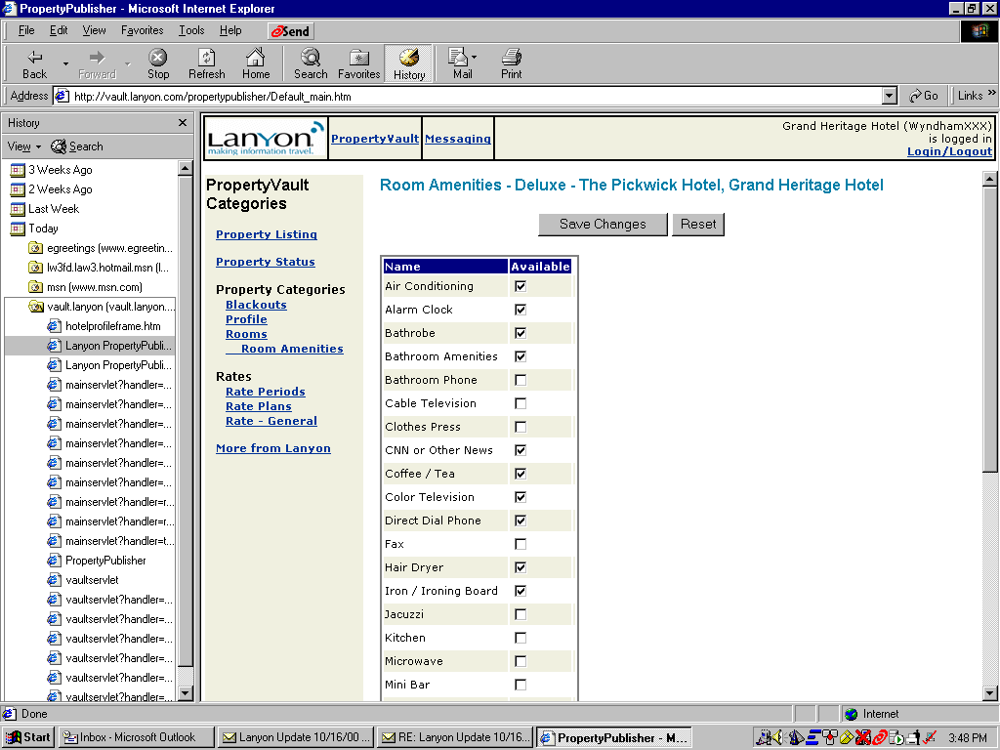 PropertyPublisher - Microsoft Internet Explorer
File Edit View Favorites Tools Help eSend
Back Forward Stop Refresh Home Search Favorites History Mail Print
Address http://vault.lanyon.com/propertypublisher/Default_main.htm Go Links »
History
View Search
3 Weeks Ago
2 Weeks Ago
Last Week
Today
egreetings (www.egreetin...
lw3fd.law3.hotmail.msn (l...
msn (www.msn.com)
vault.lanyon (vault.lanyon....
hotelprofileframe.htm
Lanyon PropertyPubli...
Lanyon PropertyPubli...
mainservlet?handler=...
mainservlet?handler=...
mainservlet?handler=...
mainservlet?handler=...
mainservlet?handler=...
mainservlet?handler=...
mainservlet?handler=r...
mainservlet?handler=r...
mainservlet?handler=t...
PropertyPublisher
vaultservlet
vaultservlet?handler=...
vaultservlet?handler=...
vaultservlet?handler=...
vaultservlet?handler=...
vaultservlet?handler=...
vaultservlet?handler=...
LANYON
making information travel.
PropertyVault Messaging
Grand Heritage Hotel (WyndhamXXX)
is logged in
Login/Logout
PropertyVault
Categories
Property Listing
Property Status
Property Categories
Blackouts
Profile
Rooms
Room Amenities
Rates
Rate Periods
Rate Plans
Rate - General
More from Lanyon
Room Amenities - Deluxe - The Pickwick Hotel, Grand Heritage Hotel
Save Changes Reset
Name Available
Air Conditioning
Alarm Clock
Bathrobe
Bathroom Amenities
Bathroom Phone
Cable Television
Clothes Press
CNN or Other News
Coffee / Tea
Color Television
Direct Dial Phone
Fax
Hair Dryer
Iron / Ironing Board
Jacuzzi
Kitchen
Microwave
Mini Bar
Done Internet
Start Inbox - Microsoft Outlook Lanyon Update 10/16/00 ... RE: Lanyon Update 10/16... PropertyPublisher - M... 3:48 PM